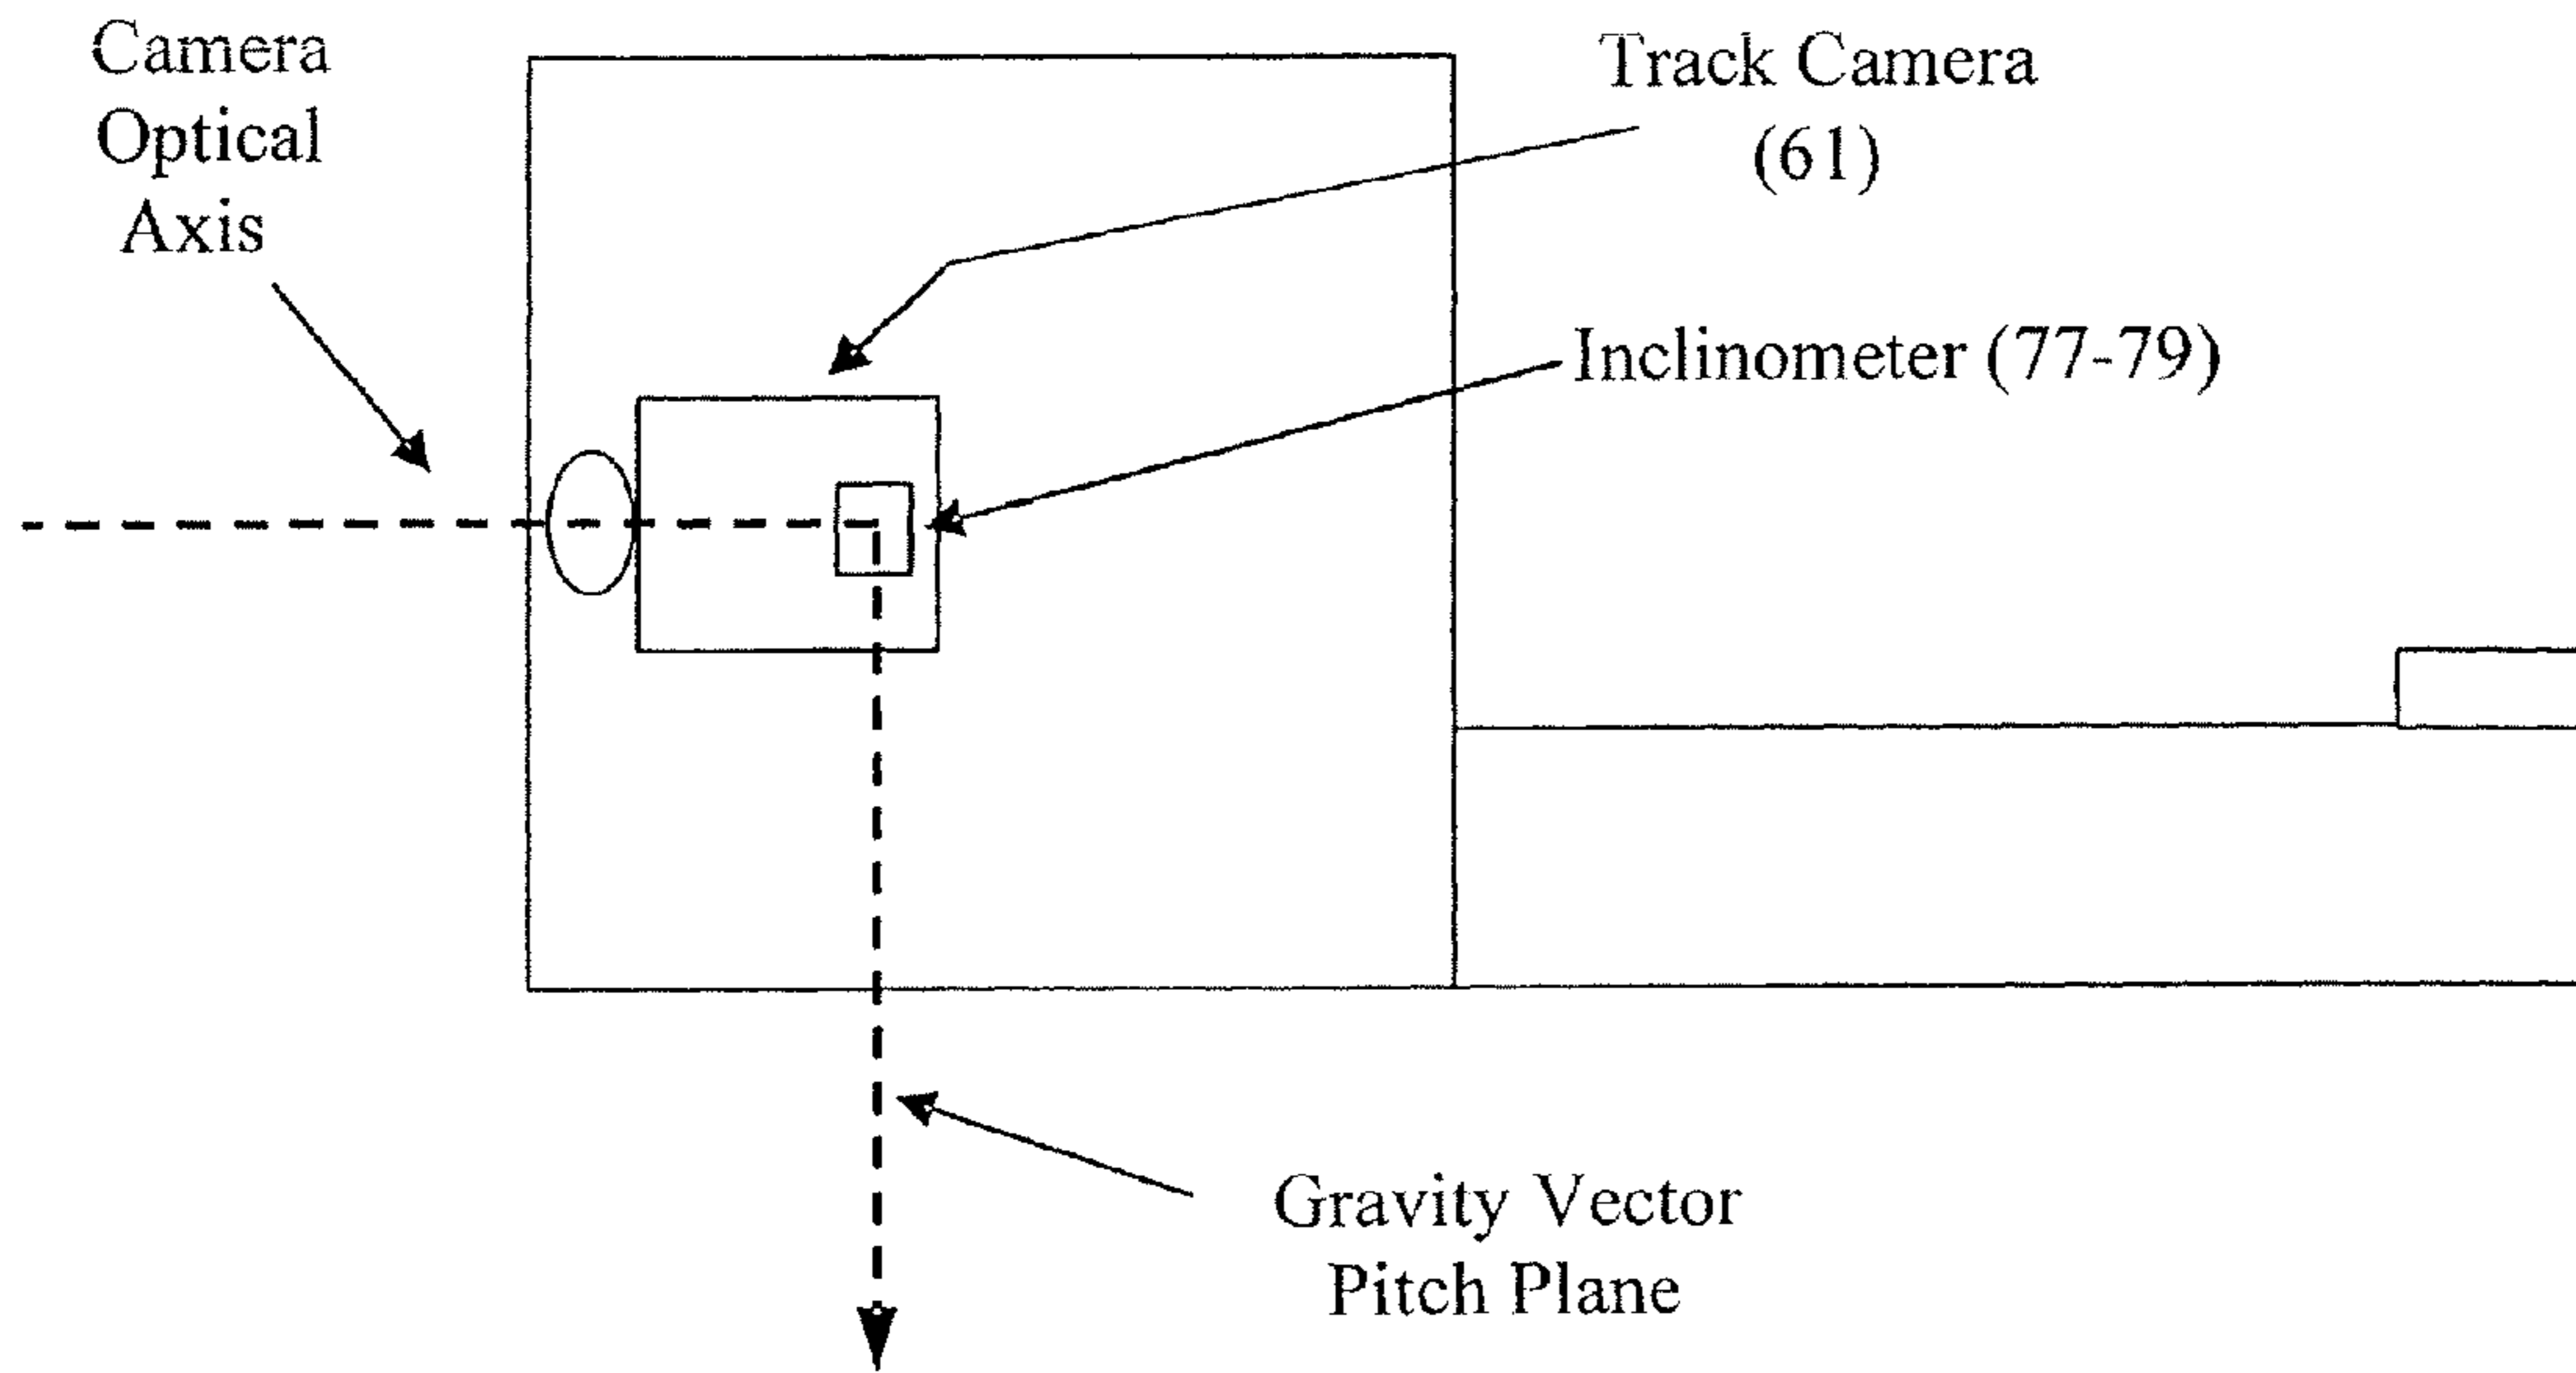 Camera
Optical
Axis
Track Camera
(61)
Inclinometer (77-79)
Gravity Vector
Pitch Plane